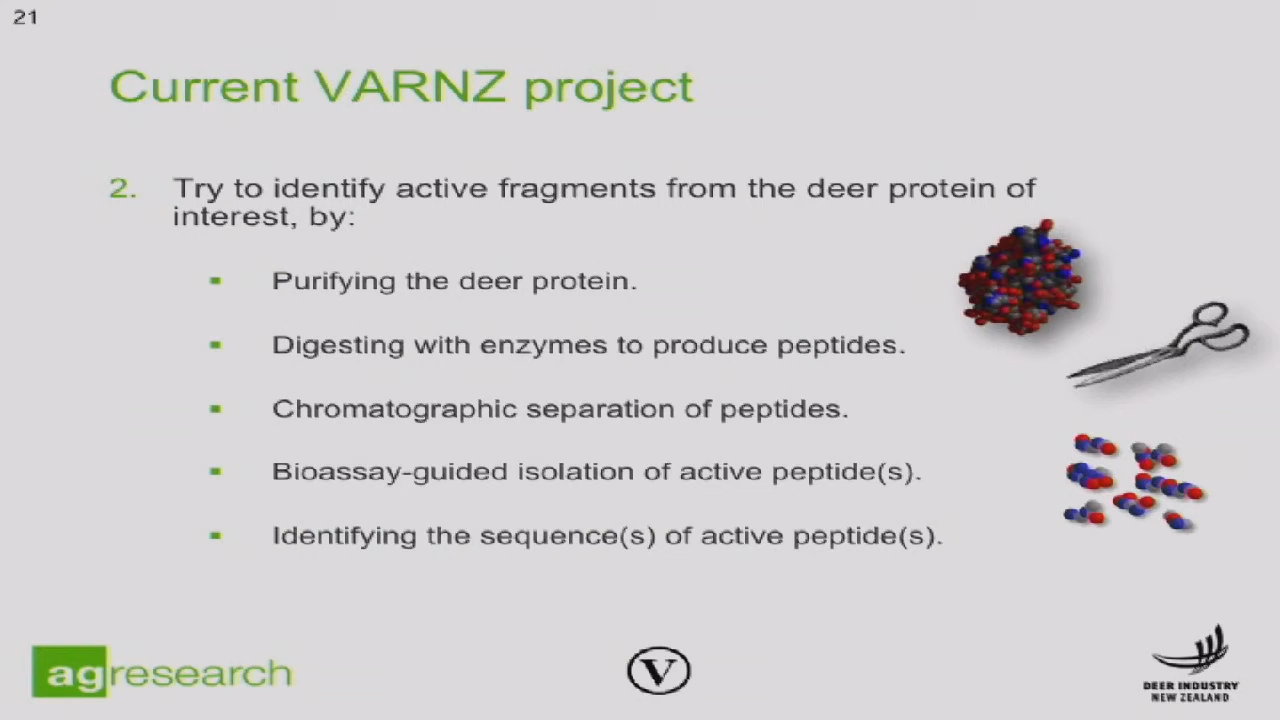 21
Current VARNZ project
2. Try to identify active fragments from the deer protein of
interest, by:
Purifying the deer protein.
Digesting with enzymes to produce peptides.
Chromatographic separation of peptides.
Bioassay-guided isolation of active peptide(s).
Identifying the sequence(s) of active peptide(s).
agresearch
V
DEER INDUSTRY
NEW ZEALAND